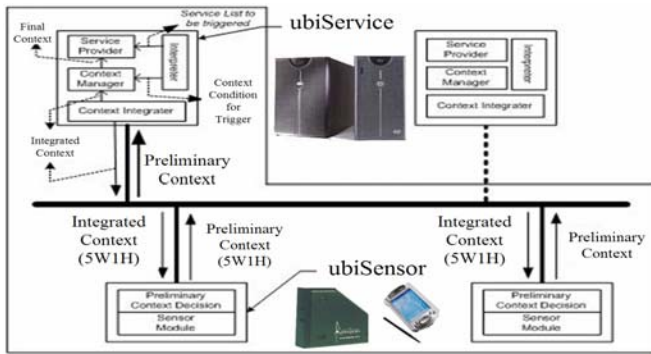 Final
Context
Service List to
be triggered
ubiService
Service
Provider
Interpreter
Context
Manager
Context Integrater
Context
Condition
for
Trigger
Integrated
Context
Preliminary
Context
Service
Provider
Interpreter
Context
Manager
Context Integrater
Integrated
Context
(5W1H)
Preliminary
Context
(5W1H)
ubiSensor
Preliminary
Context Decision
Sensor
Module
Integrated
Context
(5W1H)
Preliminary
Context
Preliminary
Context Decision
Sensor
Module